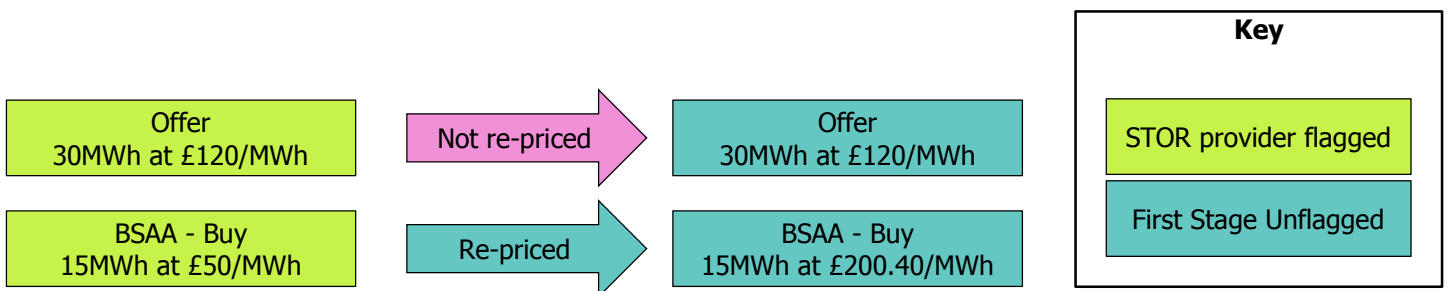 Key
Offer
30MWh at £120/MWh
Not re-priced
Offer
30MWh at £120/MWh
STOR provider flagged
BSAA - Buy
15MWh at £50/MWh
Re-priced
BSAA - Buy
15MWh at £200.40/MWh
First Stage Unflagged